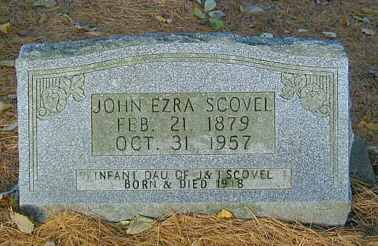 JOHN EZRA SCOVEL
FEB. 21, 1879
OCT. 31, 1957
INFANT DAU. OF J & I SCOVEL
BORN & DIED 1918